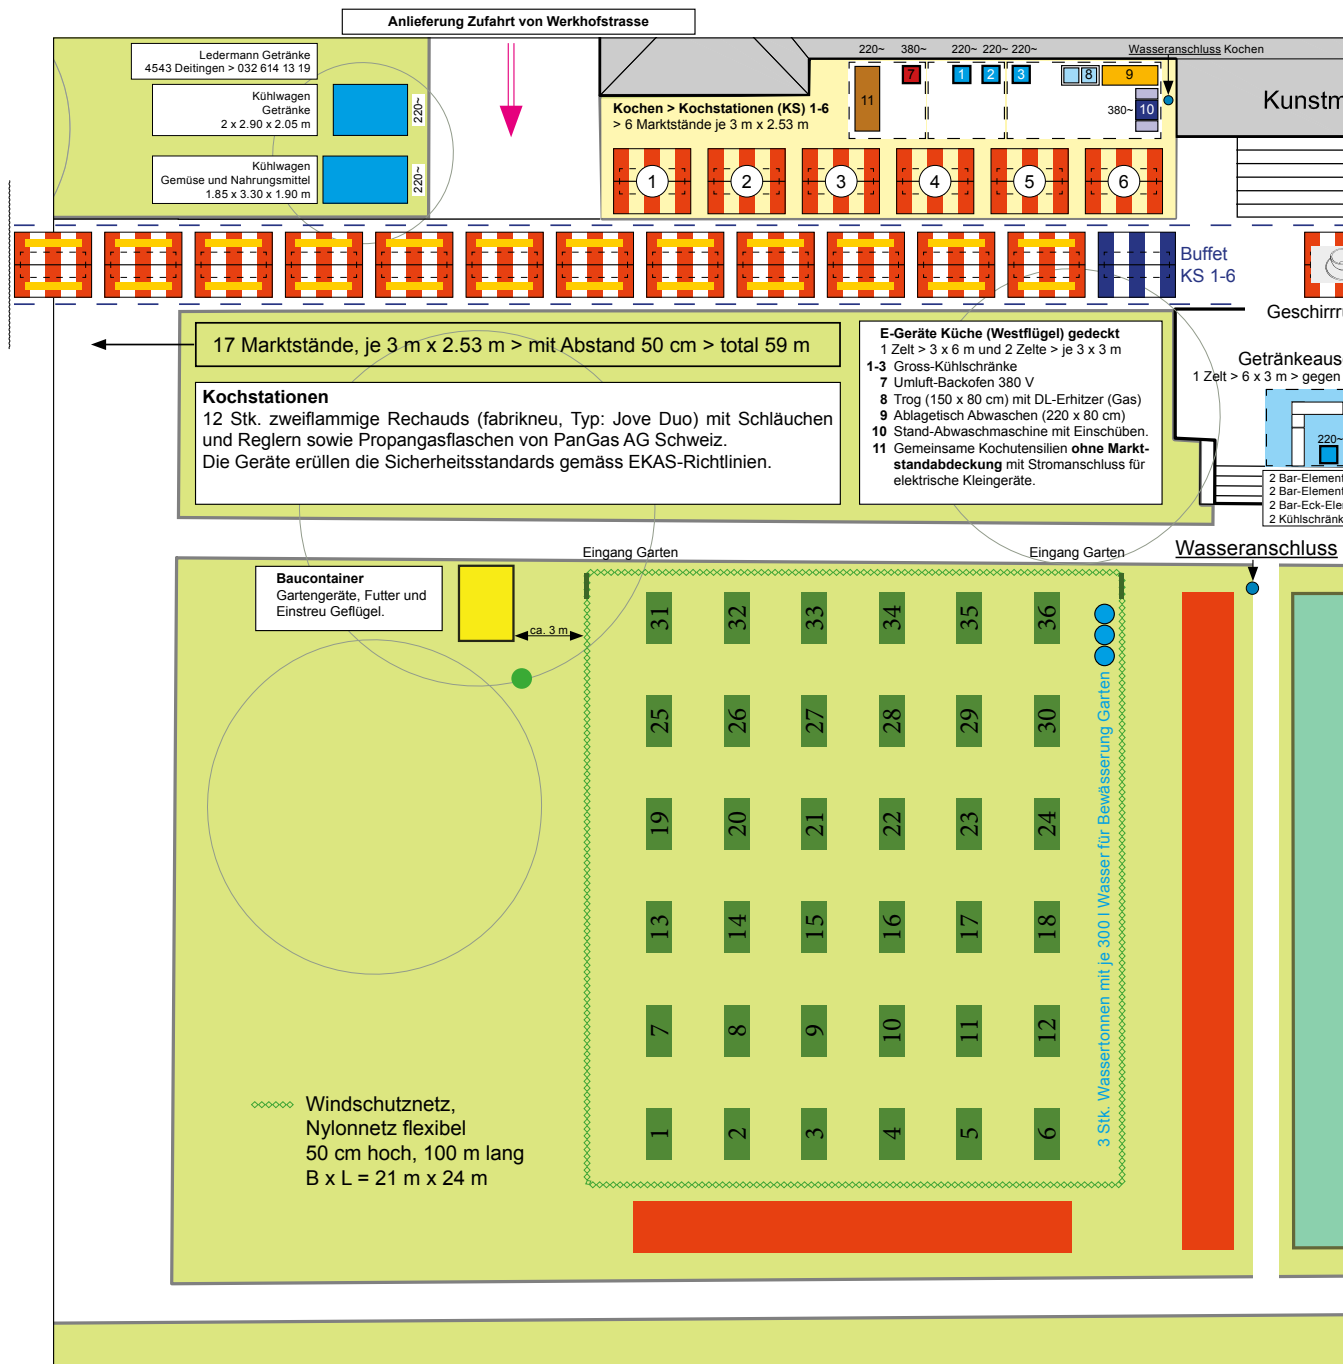 Anlieferung Zufahrt von Werkhofstrasse
Ledermann Getränke
4543 Deitingen > 032 614 13 19
Kühlwagen
Getränke
2 x 2.90 x 2.05 m
220~
Kühlwagen
Gemüse und Nahrungsmittel
1.85 x 3.30 x 1.90 m
220~
Kochen > Kochstationen (KS) 1-6
> 6 Marktstände je 3 m x 2.53 m
220~ 380~ 220~ 220~ 220~
Wasseranschluss Kochen
11 7 1 2 3 8 9
380~ 10
Kunstm
1 2 3 4 5 6
Buffet
KS 1-6
Geschirrr
17 Marktstände, je 3 m x 2.53 m > mit Abstand 50 cm > total 59 m
Kochstationen
12 Stk. zweiflammige Rechauds (fabrikneu, Typ: Jove Duo) mit Schläuchen
und Reglern sowie Propangasflaschen von PanGas AG Schweiz.
Die Geräte erüllen die Sicherheitsstandards gemäss EKAS-Richtlinien.
E-Geräte Küche (Westflügel) gedeckt
1 Zelt > 3 x 6 m und 2 Zelte > je 3 x 3 m
1-3 Gross-Kühlschränke
7 Umluft-Backofen 380 V
8 Trog (150 x 80 cm) mit DL-Erhitzer (Gas)
9 Ablagetisch Abwaschen (220 x 80 cm)
10 Stand-Abwaschmaschine mit Einschüben.
11 Gemeinsame Kochutensilien ohne Markt-
standabdeckung mit Stromanschluss für
elektrische Kleingeräte.
Getränkeaus
1 Zelt > 6 x 3 m > gegen
220~
2 Bar-Element
2 Bar-Element
2 Bar-Eck-Ele
2 Kühlschränk
Eingang Garten
Eingang Garten
Wasseranschluss
Baucontainer
Gartengeräte, Futter und
Einstreu Geflügel.
ca. 3 m
31 32 33 34 35 36
25 26 27 28 29 30
19 20 21 22 23 24
13 14 15 16 17 18
7 8 9 10 11 12
1 2 3 4 5 6
3 Stk. Wassertonnen mit je 300 l Wasser für Bewässerung Garten
Windschutznetz,
Nylonnetz flexibel
50 cm hoch, 100 m lang
B x L = 21 m x 24 m